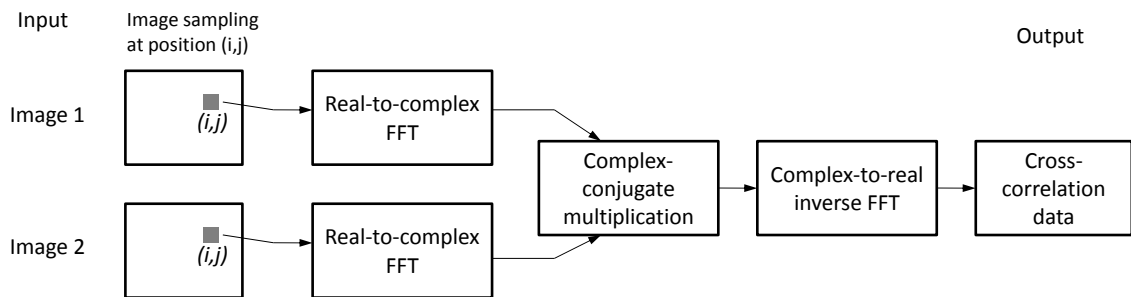 Input
Image sampling
at position (i,j)
Output
Image 1
(i,j)
Real-to-complex
FFT
Complex-
conjugate
multiplication
Complex-to-real
inverse FFT
Cross-
correlation
data
Image 2
(i,j)
Real-to-complex
FFT